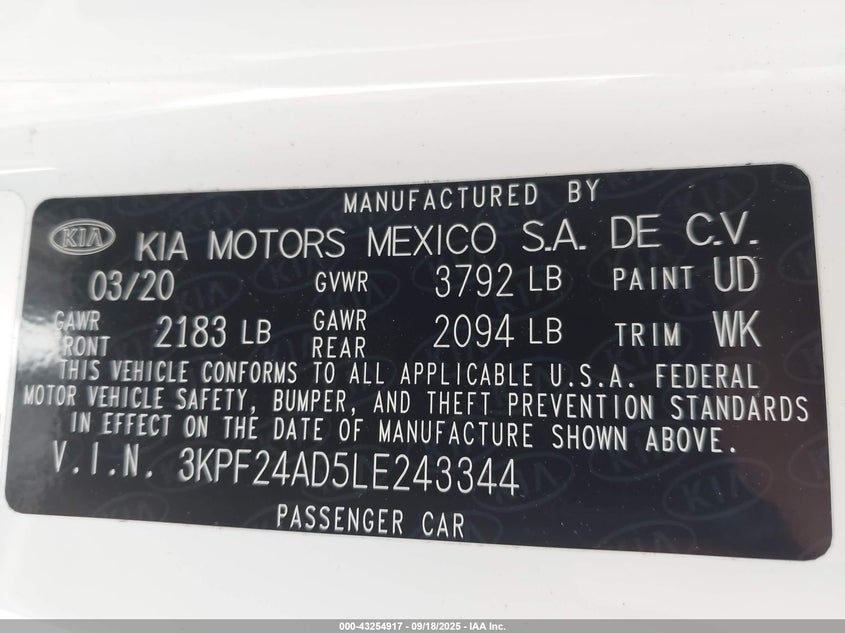 MANUFACTURED BY
KIA KIA MOTORS MEXICO S.A. DE C.V.
03/20 GVWR 3792 LB PAINT UD
GAWR FRONT 2183 LB GAWR REAR 2094 LB TRIM WK
THIS VEHICLE CONFORMS TO ALL APPLICABLE U.S.A. FEDERAL
MOTOR VEHICLE SAFETY, BUMPER, AND THEFT PREVENTION STANDARDS
IN EFFECT ON THE DATE OF MANUFACTURE SHOWN ABOVE.
V.I.N. 3KPF24AD5LE243344
PASSENGER CAR
000-43254917 - 09/18/2025 - IAA Inc.